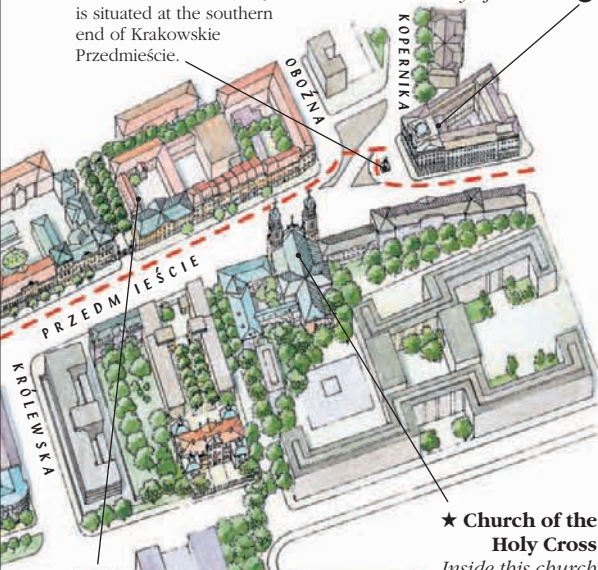 is situated at the southern
end of Krakowskie
Przedmieście.
OBOŹNA
KOPERNIKA
PRZEDMIEŚCIE
KRÓLEWSKA
★ Church of the
Holy Cross
Inside this church